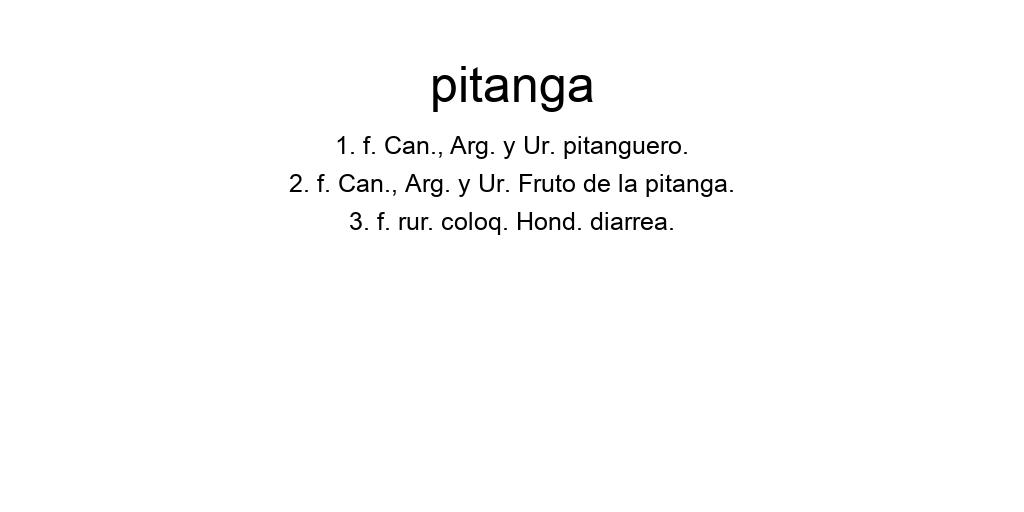 pitanga
1. f. Can., Arg. y Ur. pitanguero.
2. f. Can., Arg. y Ur. Fruto de la pitanga.
3. f. rur. coloq. Hond. diarrea.